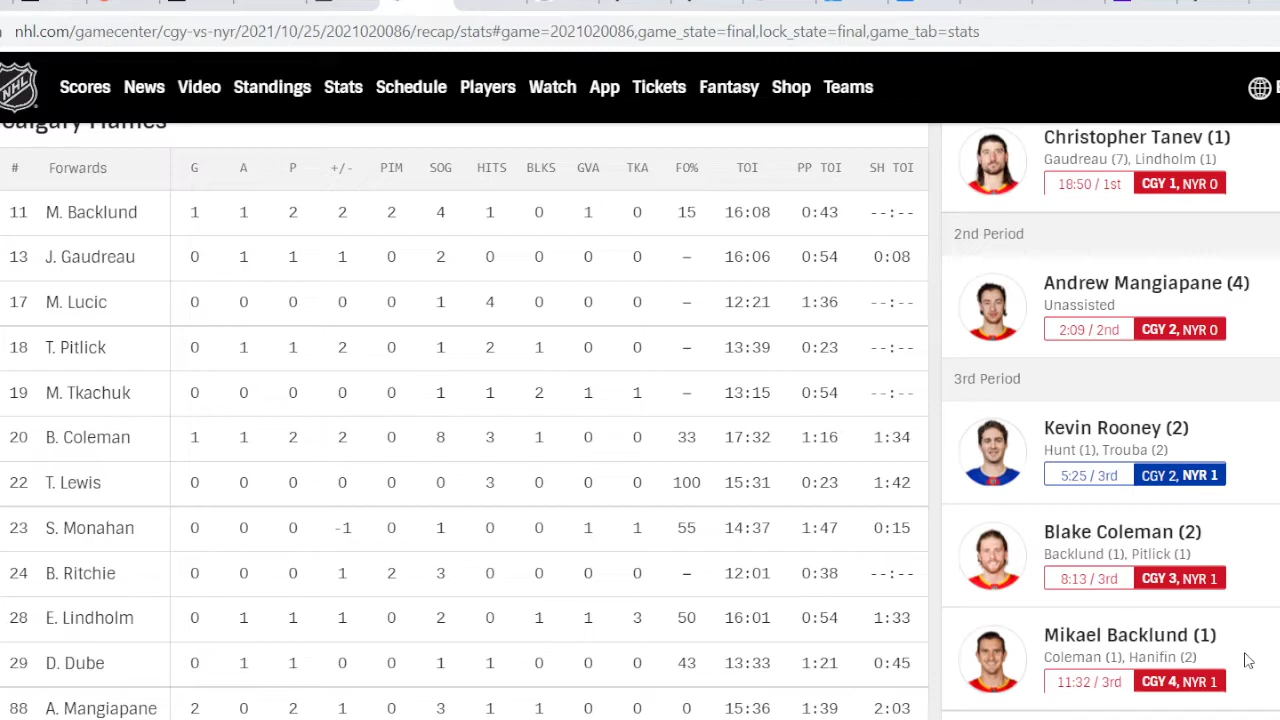 nhl.com/gamecenter/cgy-vs-nyr/2021/10/25/2021020086/recap/stats#game=2021020086,game_state=final,lock_state=final,game_tab=stats
NHL Scores News Video Standings Stats Schedule Players Watch App Tickets Fantasy Shop Teams
Calgary Flames
# Forwards G A P +/- PIM SOG HITS BLKS GVA TKA FO% TOI PP TOI SH TOI
11 M. Backlund 1 1 2 2 2 4 1 0 1 0 15 16:08 0:43 --:--
13 J. Gaudreau 0 1 1 1 0 2 0 0 0 0 – 16:06 0:54 0:08
17 M. Lucic 0 0 0 0 0 1 4 0 0 0 – 12:21 1:36 --:--
18 T. Pitlick 0 1 1 2 0 1 2 1 0 0 – 13:39 0:23 --:--
19 M. Tkachuk 0 0 0 0 0 1 1 2 1 1 – 13:15 0:54 --:--
20 B. Coleman 1 1 2 2 0 8 3 1 0 0 33 17:32 1:16 1:34
22 T. Lewis 0 0 0 0 0 0 3 0 0 0 100 15:31 0:23 1:42
23 S. Monahan 0 0 0 -1 0 1 0 0 1 1 55 14:37 1:47 0:15
24 B. Ritchie 0 0 0 1 2 3 0 0 0 0 – 12:01 0:38 --:--
28 E. Lindholm 0 1 1 1 0 2 0 1 1 3 50 16:01 0:54 1:33
29 D. Dube 0 1 1 0 0 1 1 0 0 0 43 13:33 1:21 0:45
88 A. Mangiapane 2 0 2 1 0 3 1 1 0 0 0 15:36 1:39 2:03
Christopher Tanev (1)
Gaudreau (7), Lindholm (1)
18:50 / 1st CGY 1, NYR 0
2nd Period
Andrew Mangiapane (4)
Unassisted
2:09 / 2nd CGY 2, NYR 0
3rd Period
Kevin Rooney (2)
Hunt (1), Trouba (2)
5:25 / 3rd CGY 2, NYR 1
Blake Coleman (2)
Backlund (1), Pitlick (1)
8:13 / 3rd CGY 3, NYR 1
Mikael Backlund (1)
Coleman (1), Hanifin (2)
11:32 / 3rd CGY 4, NYR 1